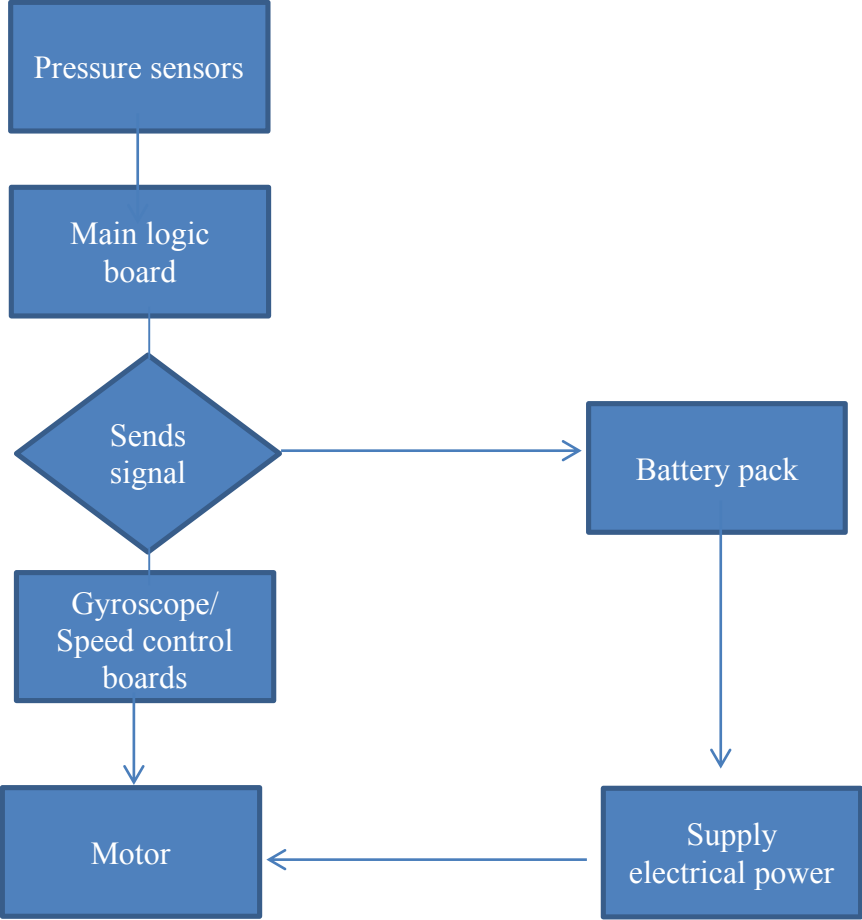 Pressure sensors
Main logic
board
Sends
signal
Battery pack
Gyroscope/
Speed control
boards
Motor
Supply
electrical power